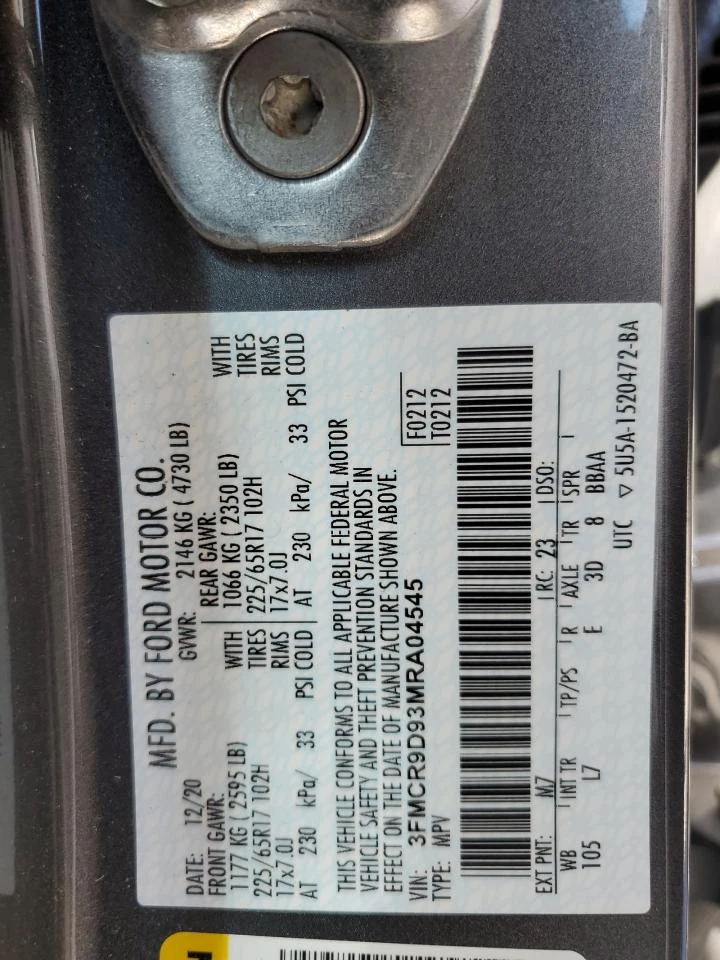 MFD. BY FORD MOTOR CO.
DATE: 12/20 GVWR: 2146 KG ( 4730 LB)
FRONT GAWR: REAR GAWR:
1177 KG ( 2595 LB) WITH 1066 KG ( 2350 LB) WITH
225/65R17 102H TIRES 225/65R17 102H TIRES
17x7.0J RIMS 17x7.0J RIMS
AT 230 kPa/ 33 PSI COLD AT 230 kPa/ 33 PSI COLD
THIS VEHICLE CONFORMS TO ALL APPLICABLE FEDERAL MOTOR
VEHICLE SAFETY AND THEFT PREVENTION STANDARDS IN
EFFECT ON THE DATE OF MANUFACTURE SHOWN ABOVE.
F0212
VIN: 3FMCR9D93MRA04545
T0212
TYPE: MPV
EXT PNT: M7 RC: 23 DSO:
WB INT TR TP/PS R AXLE TR SPR
105 L7 E 3D 8 BBAA
UTC ▽ 5U5A-1520472-BA